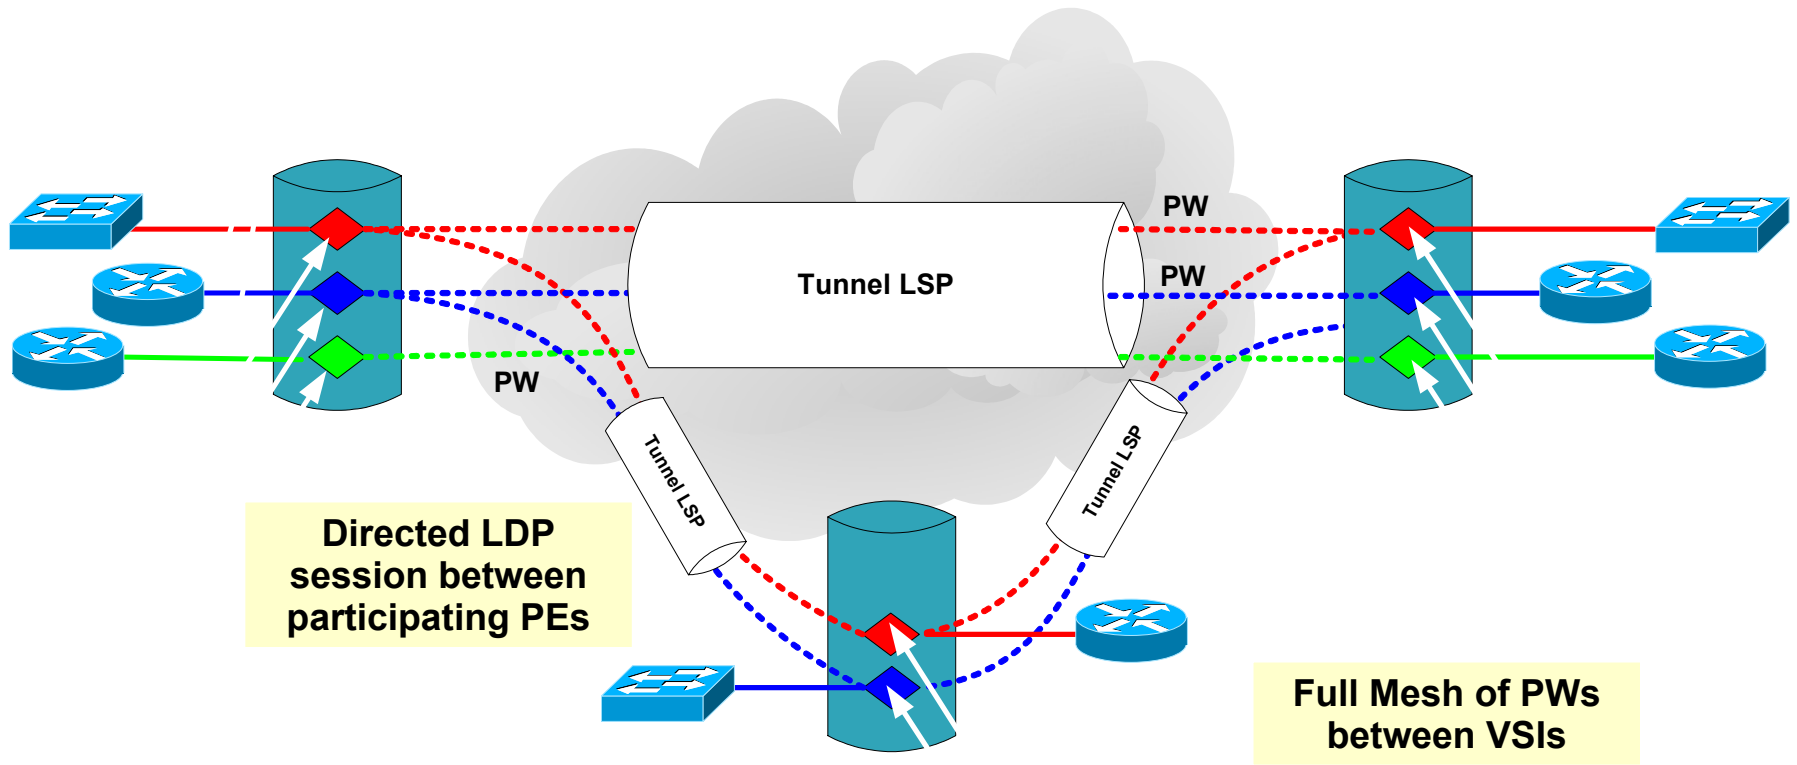 PW
Tunnel LSP
PW
PW
Tunnel LSP
Tunnel LSP
Directed LDP
session between
participating PEs
Full Mesh of PWs
between VSIs